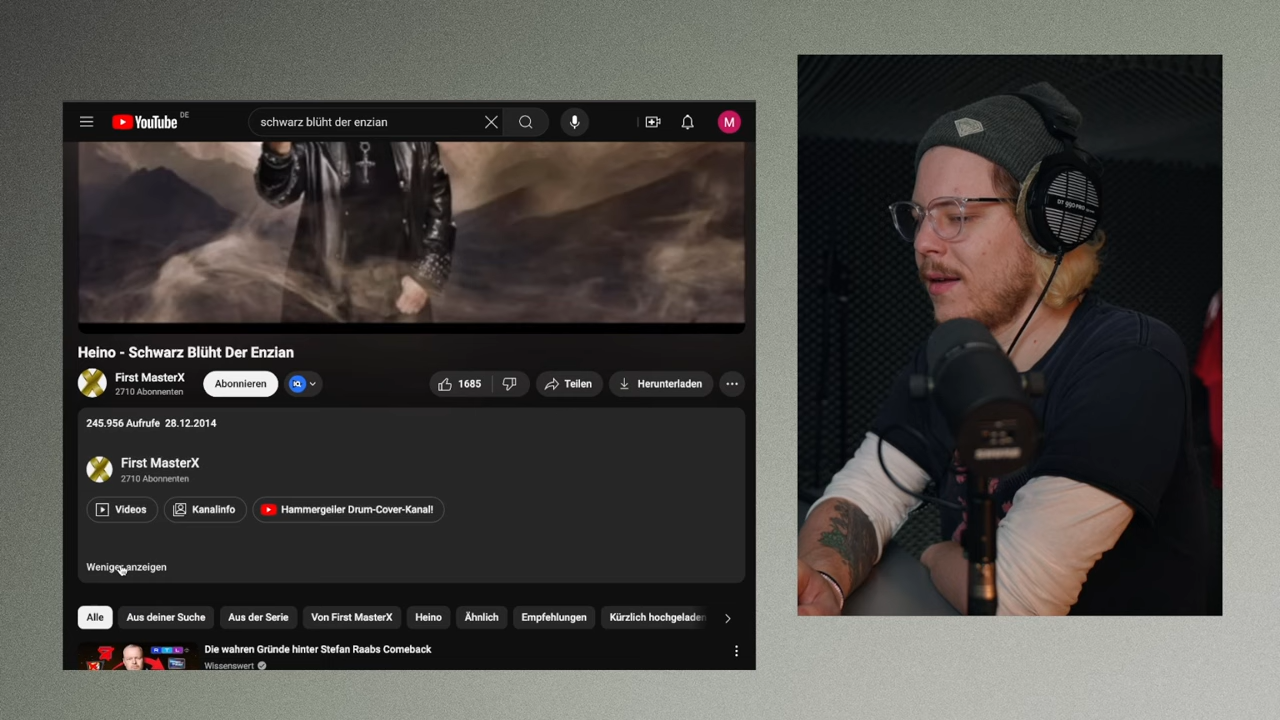 YouTube DE
schwarz blüht der enzian
M
Heino - Schwarz Blüht Der Enzian
First MasterX
2710 Abonnenten
Abonnieren
1685
Teilen
Herunterladen
245.956 Aufrufe 28.12.2014
First MasterX
2710 Abonnenten
Videos
Kanalinfo
Hammergeiler Drum-Cover-Kanal!
Weniger anzeigen
Alle
Aus deiner Suche
Aus der Serie
Von First MasterX
Heino
Ähnlich
Empfehlungen
Kürzlich hochgeladen
Die wahren Gründe hinter Stefan Raabs Comeback
Wissenswert
DT 990 PRO